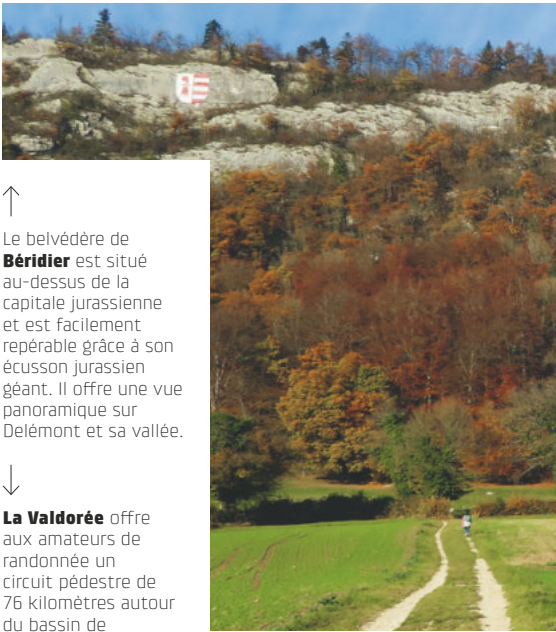 ↑
Le belvédère de
Béridier est situé
au-dessus de la
capitale jurassienne
et est facilement
repérable grâce à son
écusson jurassien
géant. Il offre une vue
panoramique sur
Delémont et sa vallée.
↓
La Valdorée offre
aux amateurs de
randonnée un
circuit pédestre de
76 kilomètres autour
du bassin de